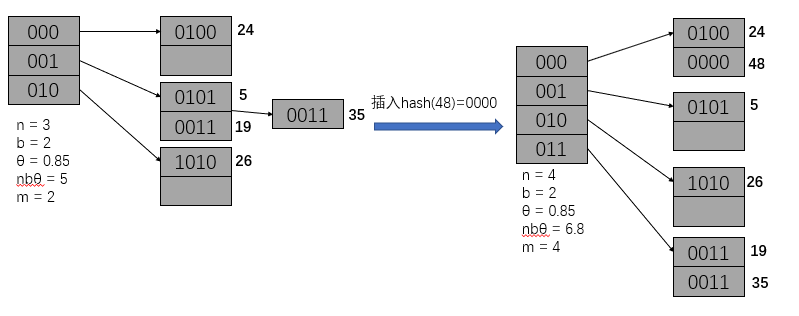 000
001
010
n = 3
b = 2
θ = 0.85
nbθ = 5
m = 2
0100 24
0101 5
0011 19
1010 26
0011 35
插入hash(48)=0000
000
001
010
011
n = 4
b = 2
θ = 0.85
nbθ = 6.8
m = 4
0100 24
0000 48
0101 5
1010 26
0011 19
0011 35